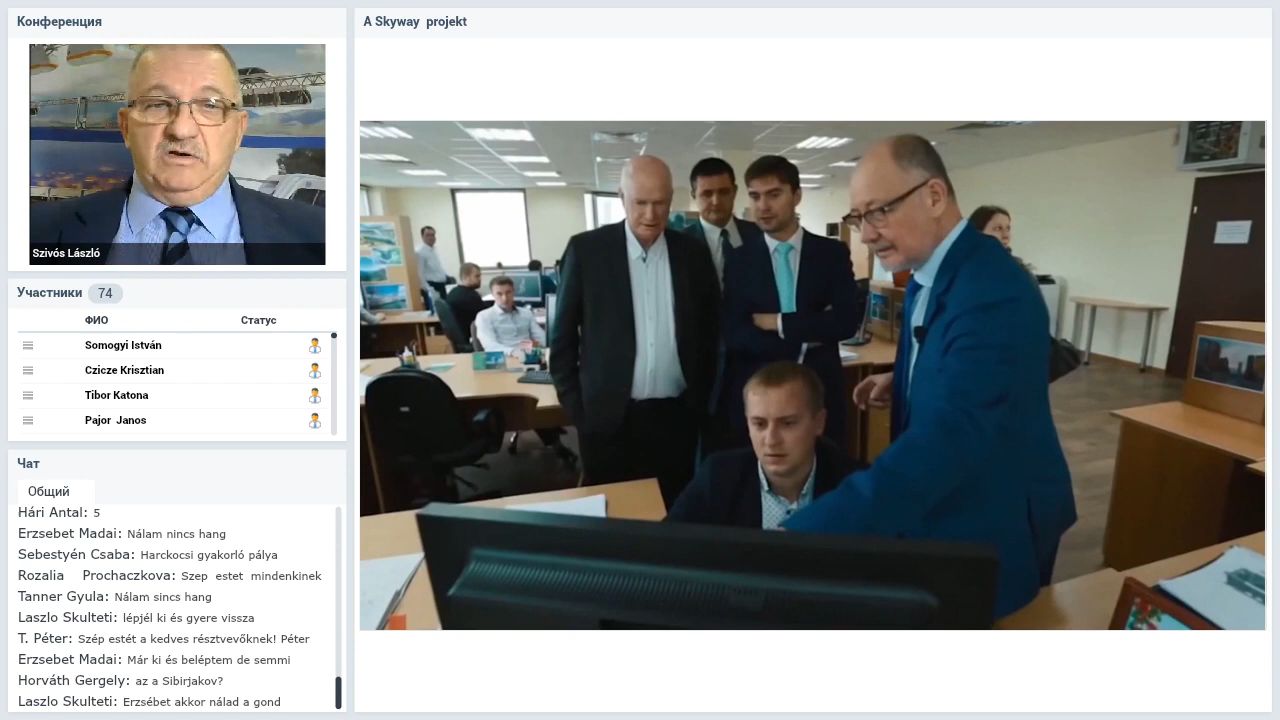 Конференция
Szivós László
Участники 74
ФИО Статус
Somogyi István
Czicze Krisztian
Tibor Katona
Pajor Janos
Чат
Общий
Hári Antal: 5
Erzsebet Madai: Nálam nincs hang
Sebestyén Csaba: Harckocsi gyakorló pálya
Rozalia Prochaczkova: Szep estet mindenkinek
Tanner Gyula: Nálam sincs hang
Laszlo Skulteti: lépjél ki és gyere vissza
T. Péter: Szép estét a kedves résztvevőknek! Péter
Erzsebet Madai: Már ki és beléptem de semmi
Horváth Gergely: az a Sibirjakov?
Laszlo Skulteti: Erzsébet akkor nálad a gond
A Skyway projekt